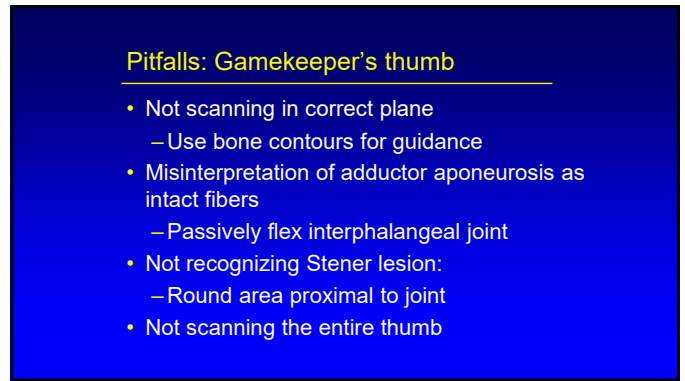 Pitfalls: Gamekeeper’s thumb
• Not scanning in correct plane
–Use bone contours for guidance
• Misinterpretation of adductor aponeurosis as
intact fibers
–Passively flex interphalangeal joint
• Not recognizing Stener lesion:
–Round area proximal to joint
• Not scanning the entire thumb